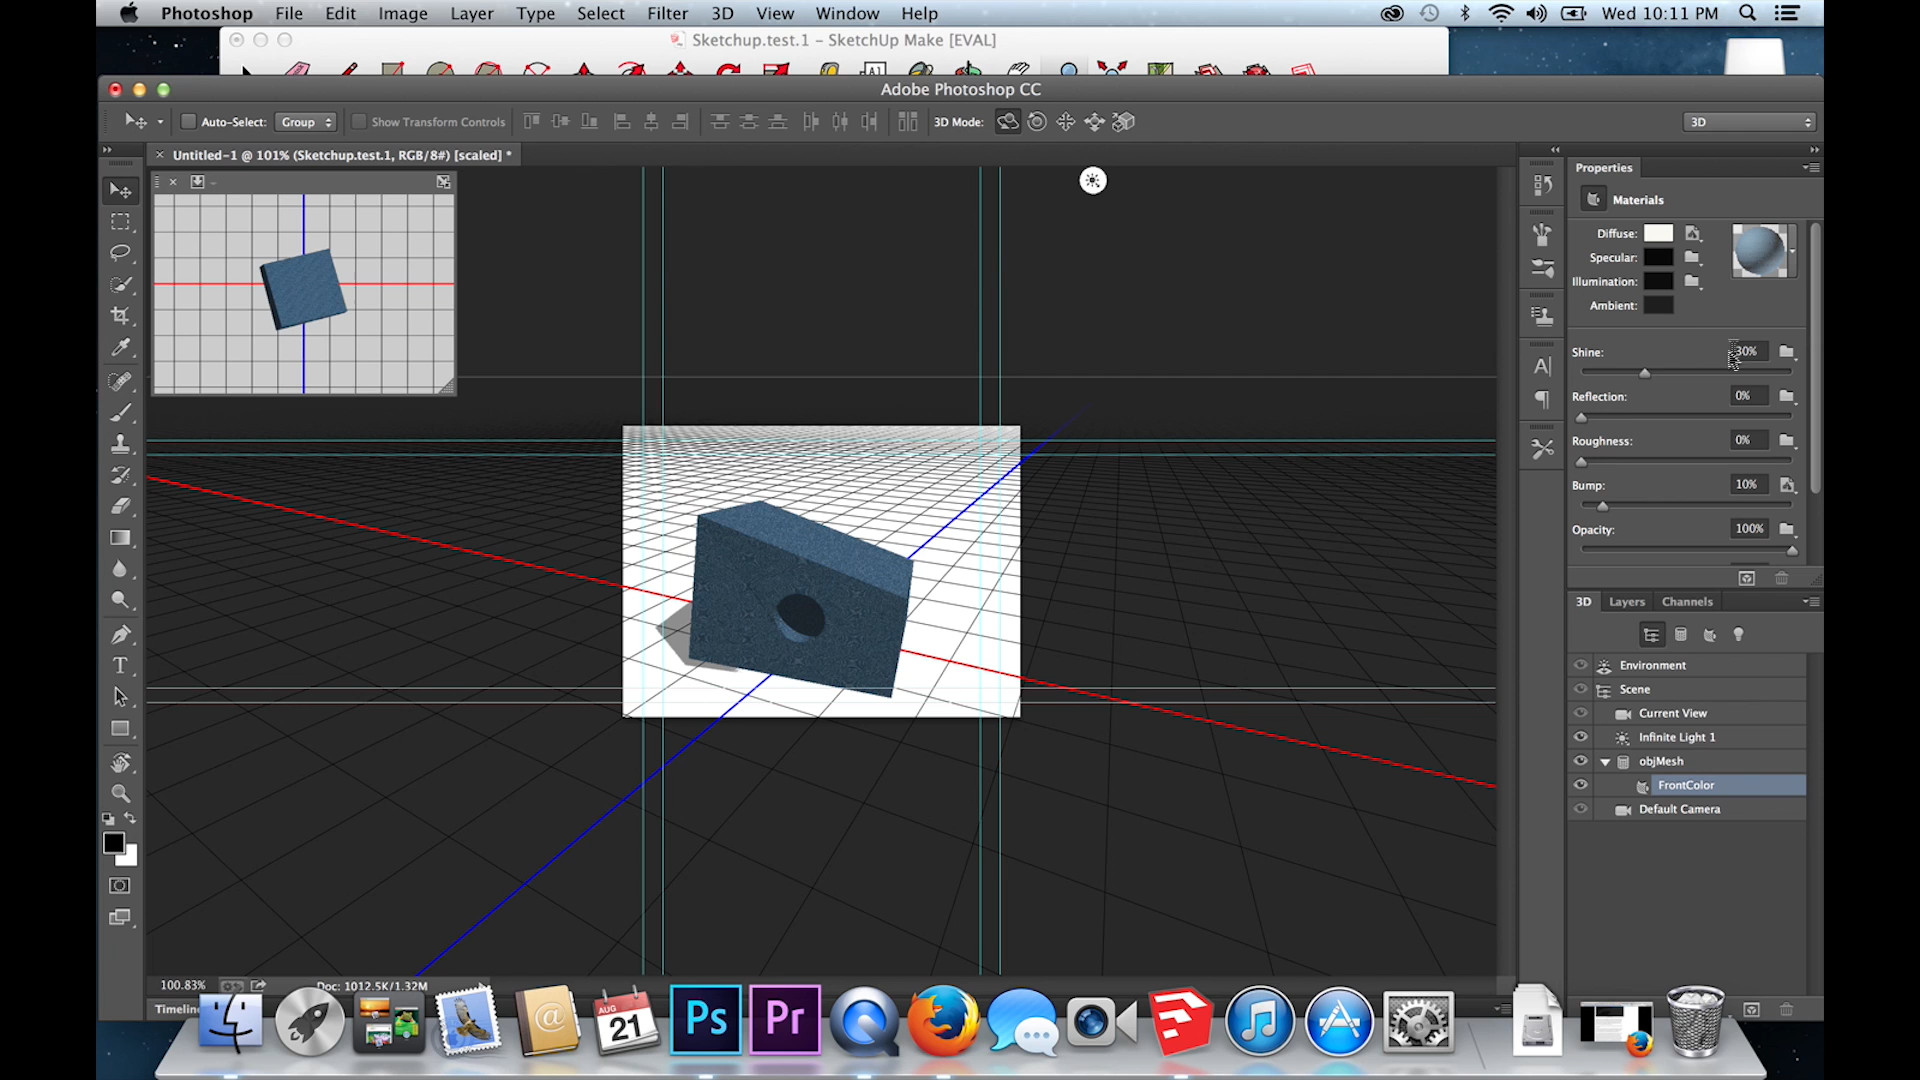 Photoshop File Edit Image Layer Type Select Filter 3D View Window Help Wed 10:11 PM
Sketchup.test.1 – SketchUp Make [EVAL]
Adobe Photoshop CC
Auto-Select: Group Show Transform Controls 3D Mode: 3D
Untitled-1 @ 101% (Sketchup.test.1, RGB/8#) [scaled] *
Properties
Materials
Diffuse:
Specular:
Illumination:
Ambient:
Shine: 30%
Reflection: 0%
Roughness: 0%
Bump: 10%
Opacity: 100%
3D Layers Channels
Environment
Scene
Current View
Infinite Light 1
objMesh
FrontColor
Default Camera
100.83% Doc: 1012.5K/1.32M
Timeline
AUG
21
Ps
Pr